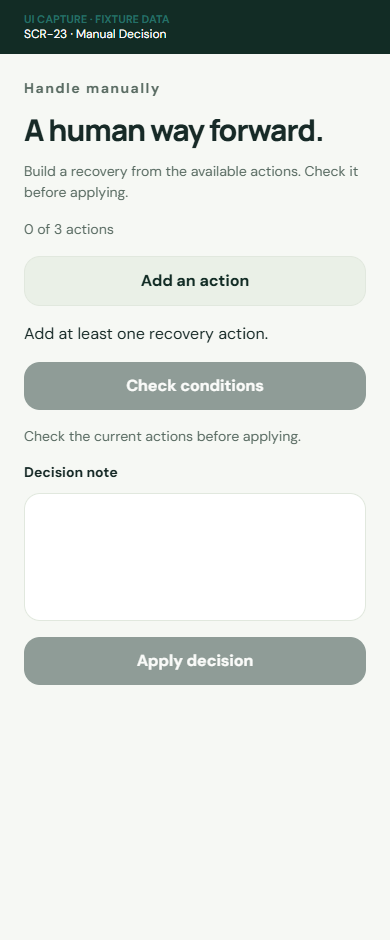 UI CAPTURE · FIXTURE DATA
SCR-23 · Manual Decision
Handle manually
A human way forward.
Build a recovery from the available actions. Check it
before applying.
0 of 3 actions
Add an action
Add at least one recovery action.
Check conditions
Check the current actions before applying.
Decision note
Apply decision